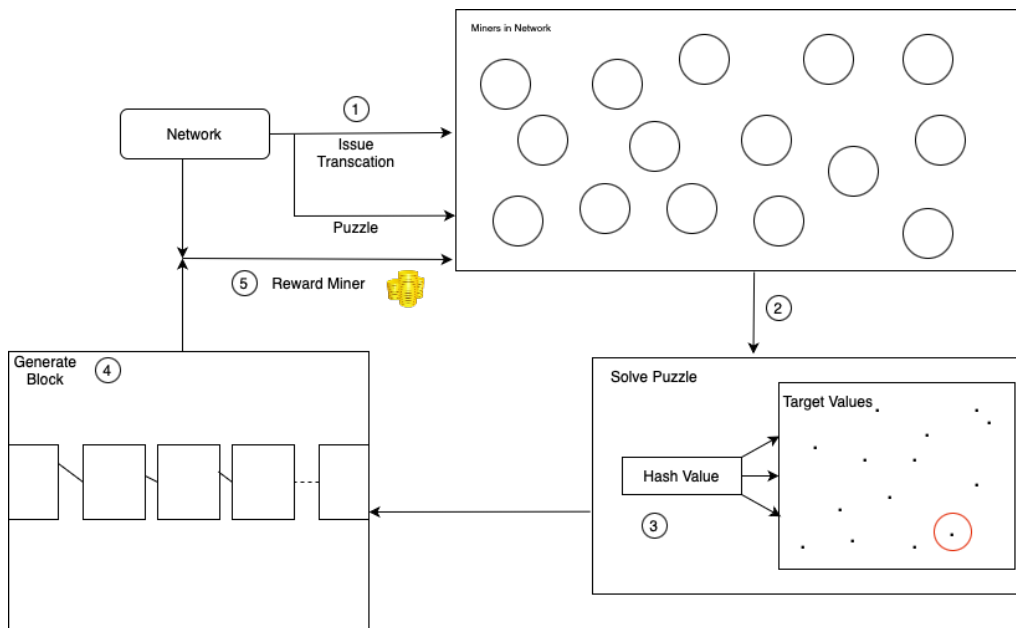 Miners in Network
1
Network
Issue
Transcation
Puzzle
5 Reward Miner
2
Generate
Block
4
Solve Puzzle
Target Values
Hash Value
3